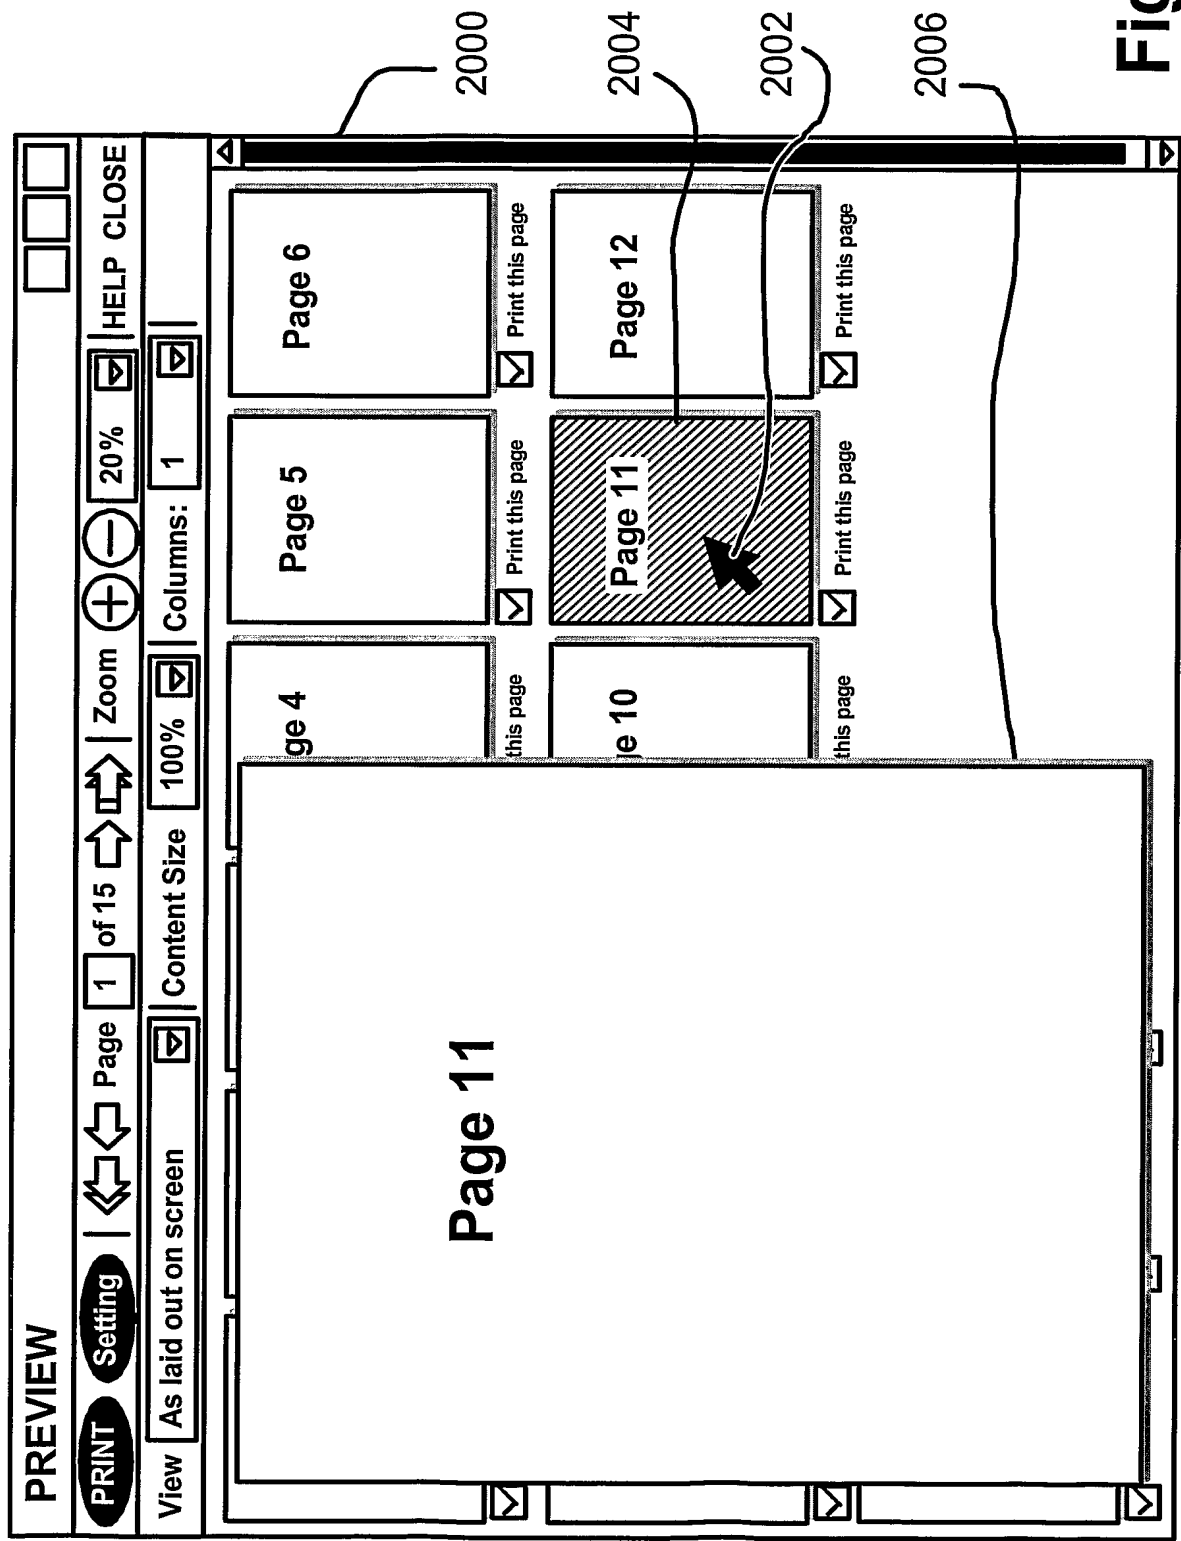 PREVIEW
PRINT Setting Page 1 of 15 Zoom 20% HELP CLOSE
View As laid out on screen Content Size 100% Columns: 1
ge 4
Page 5
Page 6
this page
Print this page
Print this page
Page 11
ge 10
Page 11
Page 12
this page
Print this page
Print this page
2000
2004
2002
2006
Fig